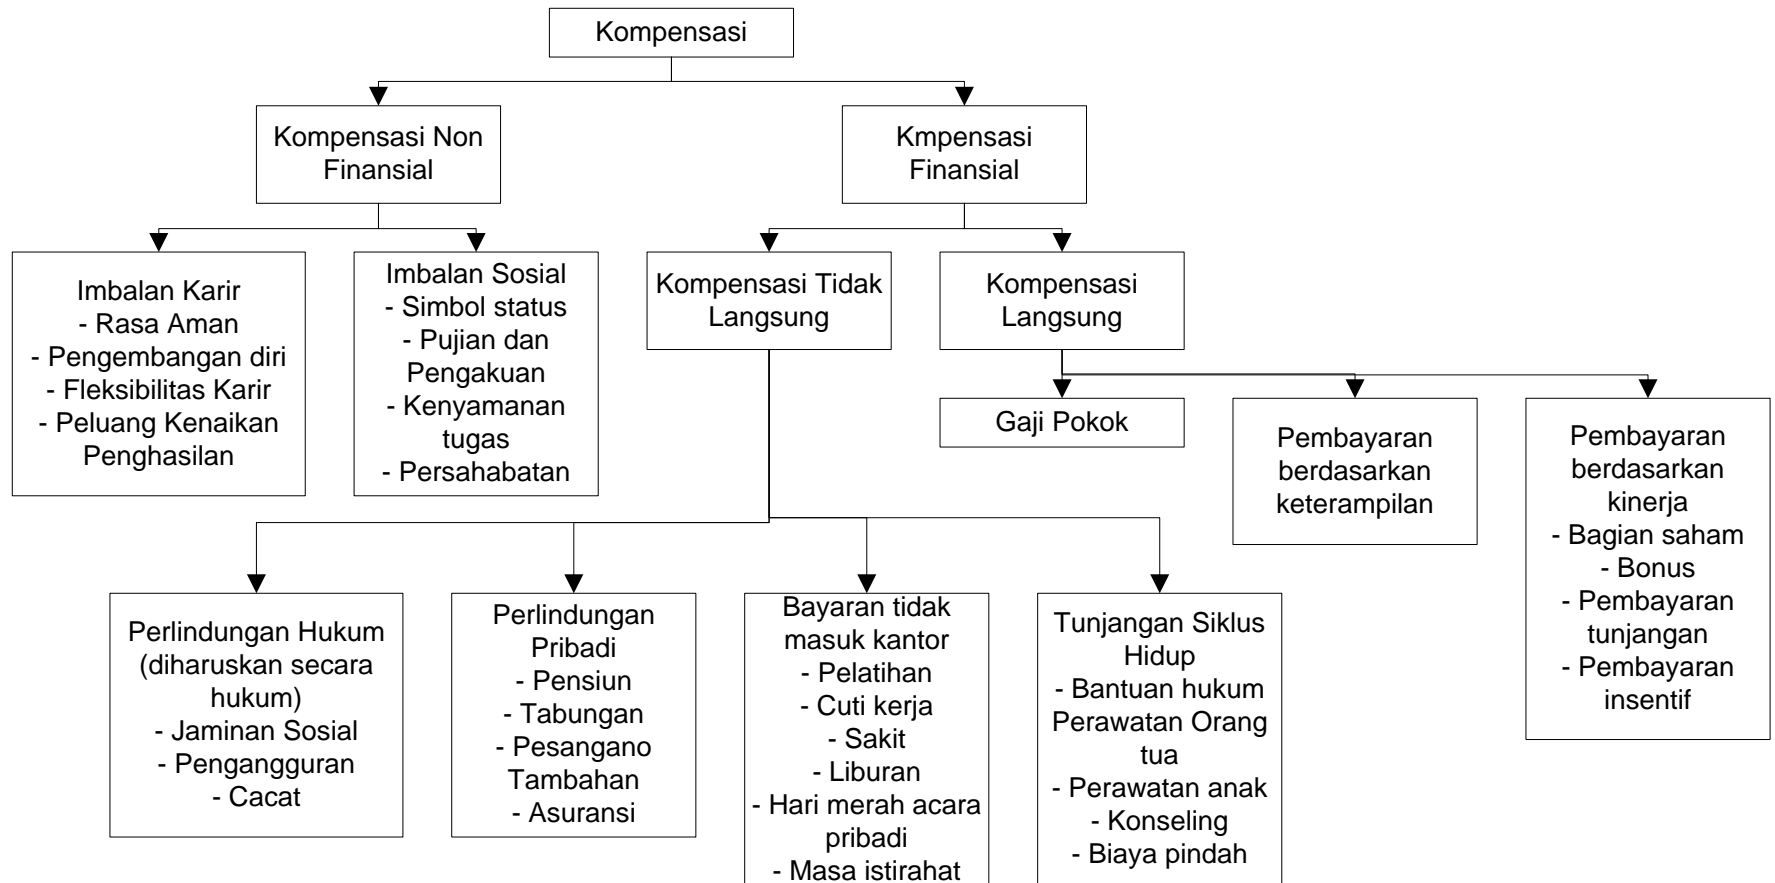 Kompensasi
Kompensasi Non
Finansial
Kmpensasi
Finansial
Imbalan Karir
- Rasa Aman
- Pengembangan diri
- Fleksibilitas Karir
- Peluang Kenaikan
Penghasilan
Imbalan Sosial
- Simbol status
- Pujian dan
Pengakuan
- Kenyamanan
tugas
- Persahabatan
Kompensasi Tidak
Langsung
Kompensasi
Langsung
Gaji Pokok
Pembayaran
berdasarkan
keterampilan
Pembayaran
berdasarkan
kinerja
- Bagian saham
- Bonus
- Pembayaran
tunjangan
- Pembayaran
insentif
Perlindungan Hukum
(diharuskan secara
hukum)
- Jaminan Sosial
- Pengangguran
- Cacat
Perlindungan
Pribadi
- Pensiun
- Tabungan
- Pesangano
Tambahan
- Asuransi
Bayaran tidak
masuk kantor
- Pelatihan
- Cuti kerja
- Sakit
- Liburan
- Hari merah acara
pribadi
- Masa istirahat
Tunjangan Siklus
Hidup
- Bantuan hukum
Perawatan Orang
tua
- Perawatan anak
- Konseling
- Biaya pindah